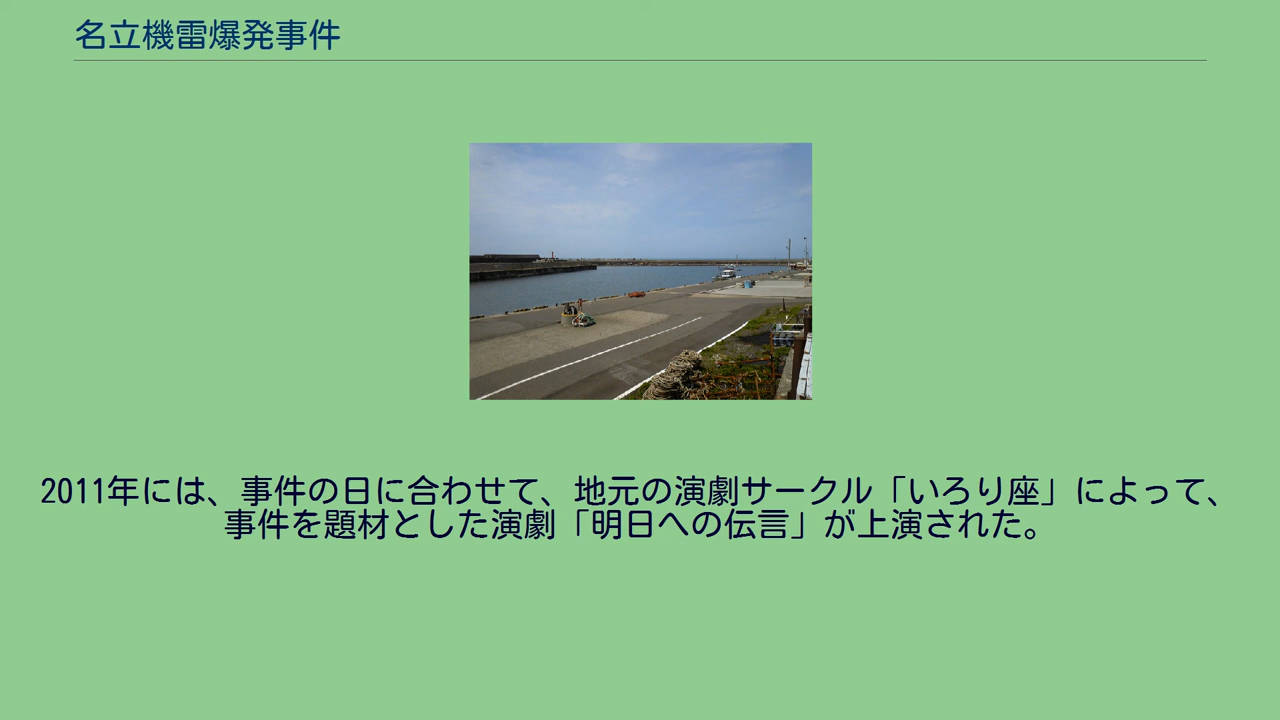 名立機雷爆発事件
2011年には、事件の日に合わせて、地元の演劇サークル「いろり座」によって、
事件を題材とした演劇「明日への伝言」が上演された。